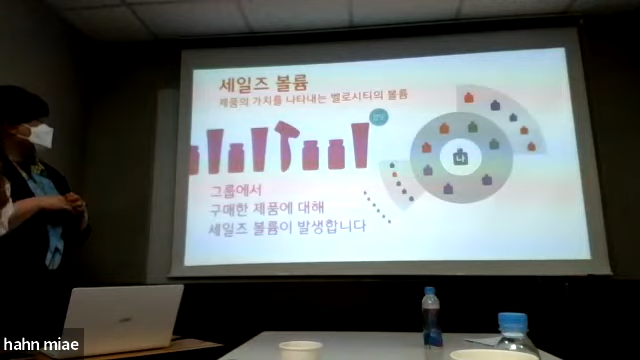 세일즈 볼륨
제품의 가치를 나타내는 벨로시티의 볼륨
나
그룹에서
구매한 제품에 대해
세일즈 볼륨이 발생합니다
hahn miae